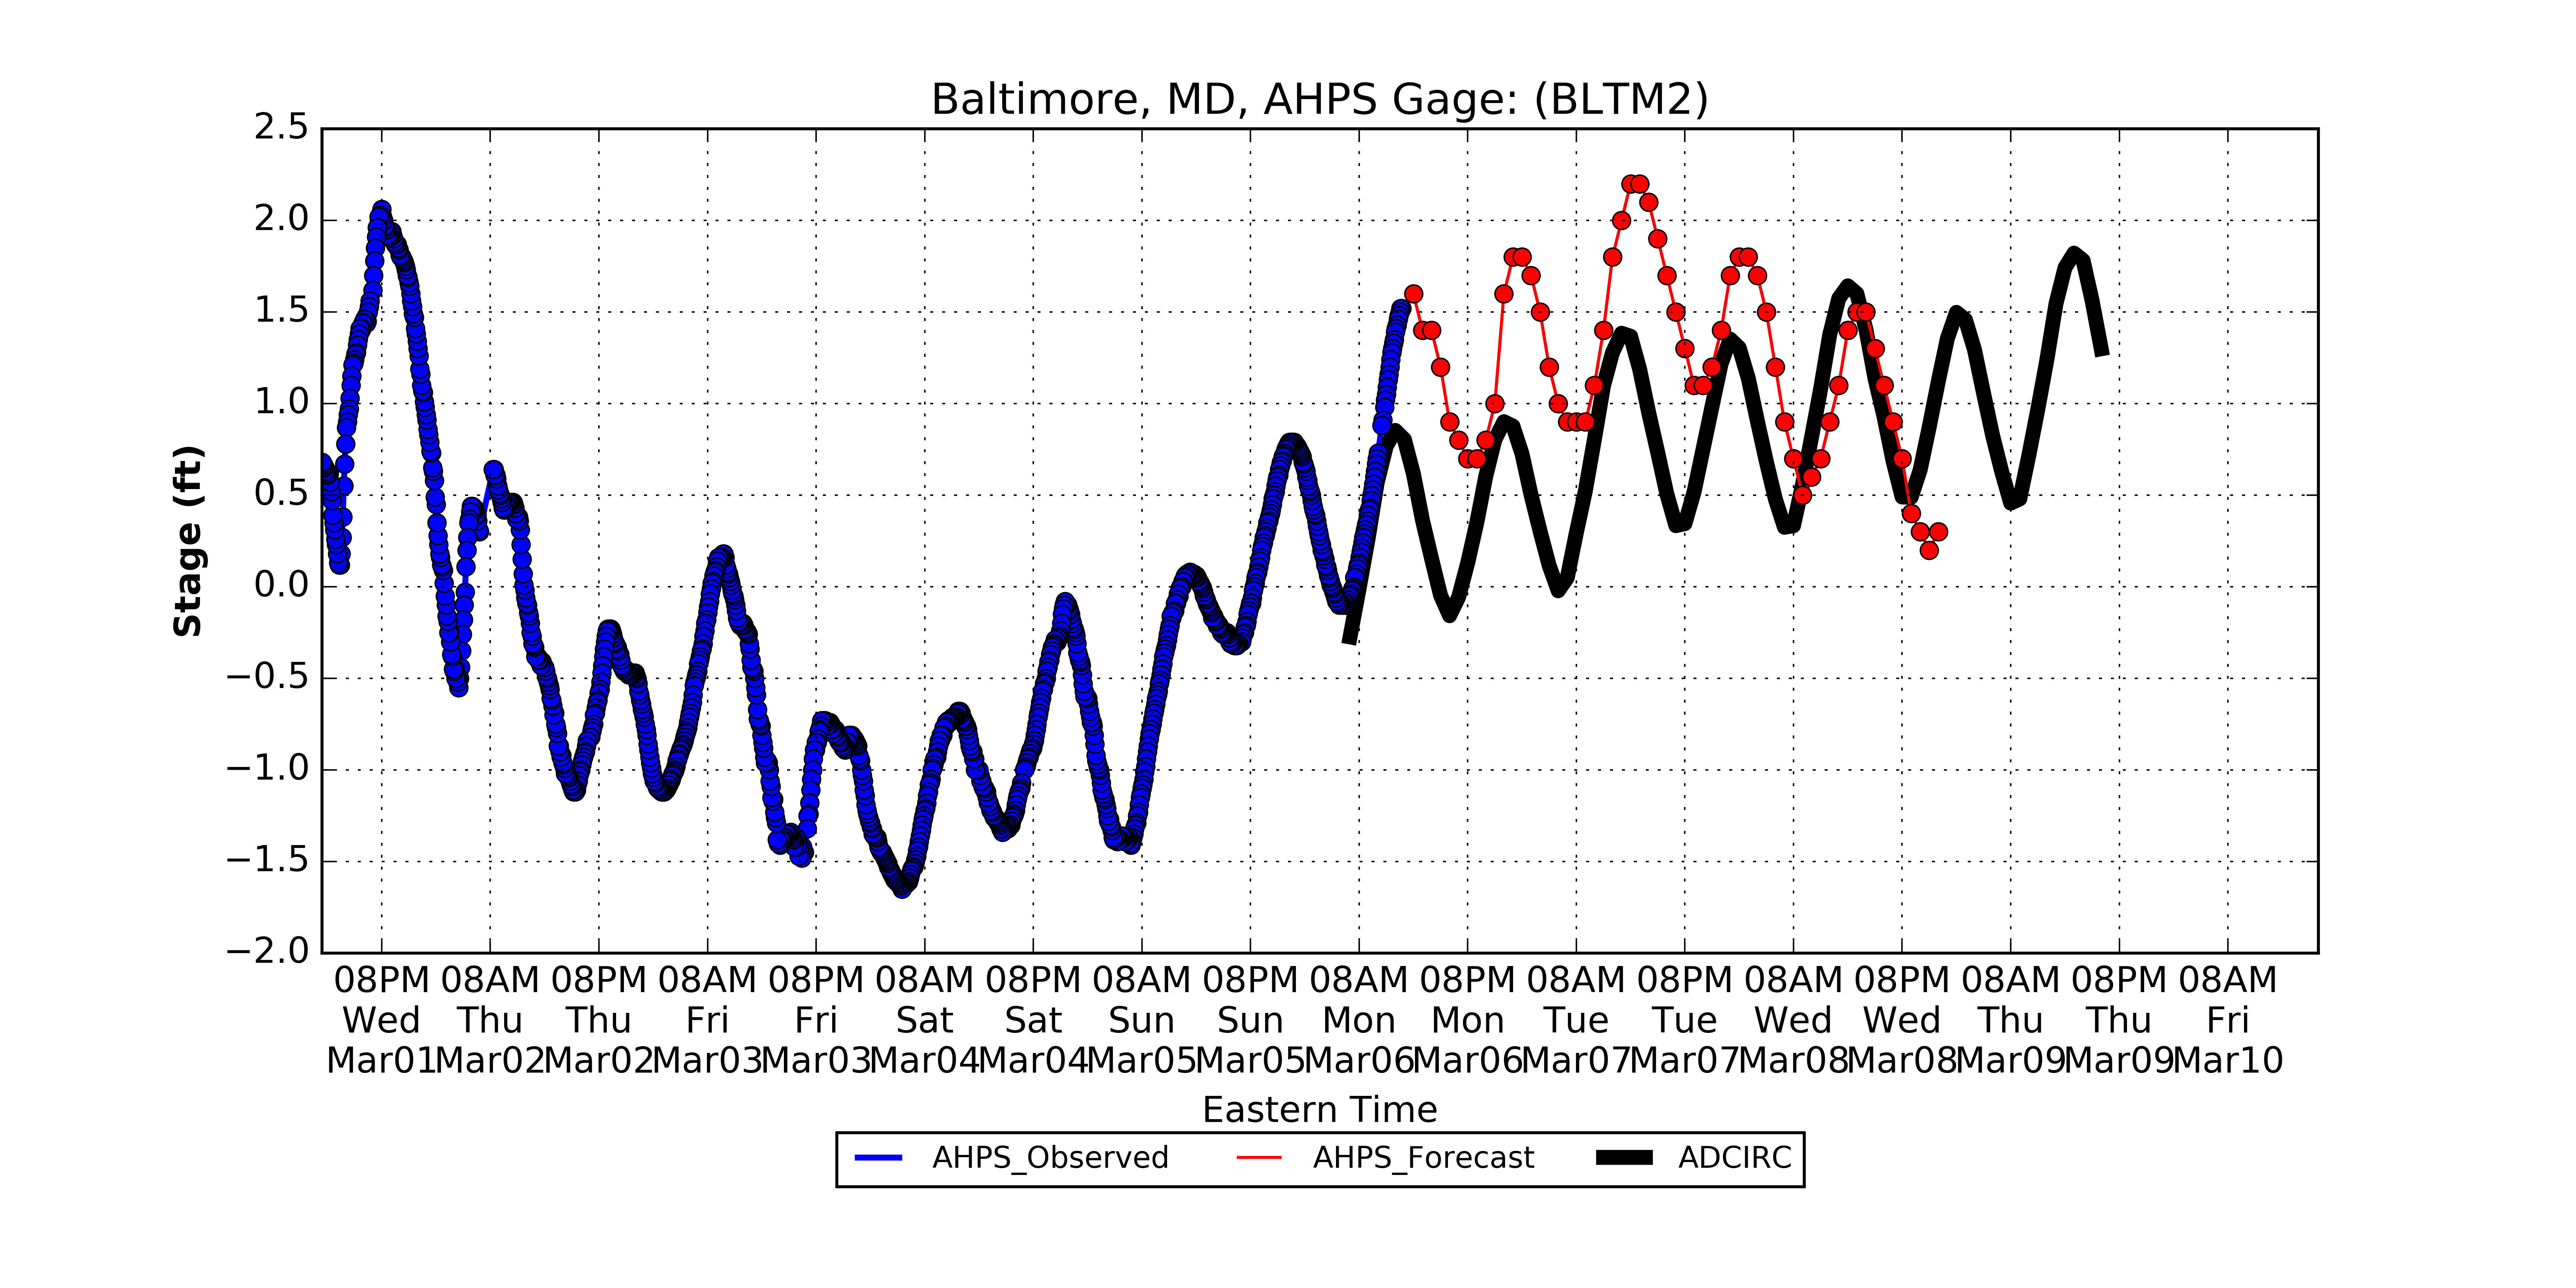 Baltimore, MD, AHPS Gage: (BLTM2)
2.5
2.0
1.5
1.0
0.5
0.0
−0.5
−1.0
−1.5
−2.0
Stage (ft)
08PM 08AM 08PM 08AM 08PM 08AM 08PM 08AM 08PM 08AM 08PM 08AM 08PM 08AM 08PM 08AM 08PM 08AM
Wed Thu Thu Fri Fri Sat Sat Sun Sun Mon Mon Tue Tue Wed Wed Thu Thu Fri
Mar01 Mar02 Mar02 Mar03 Mar03 Mar04 Mar04 Mar05 Mar05 Mar06 Mar06 Mar07 Mar07 Mar08 Mar08 Mar09 Mar09 Mar10
Eastern Time
AHPS_Observed AHPS_Forecast ADCIRC